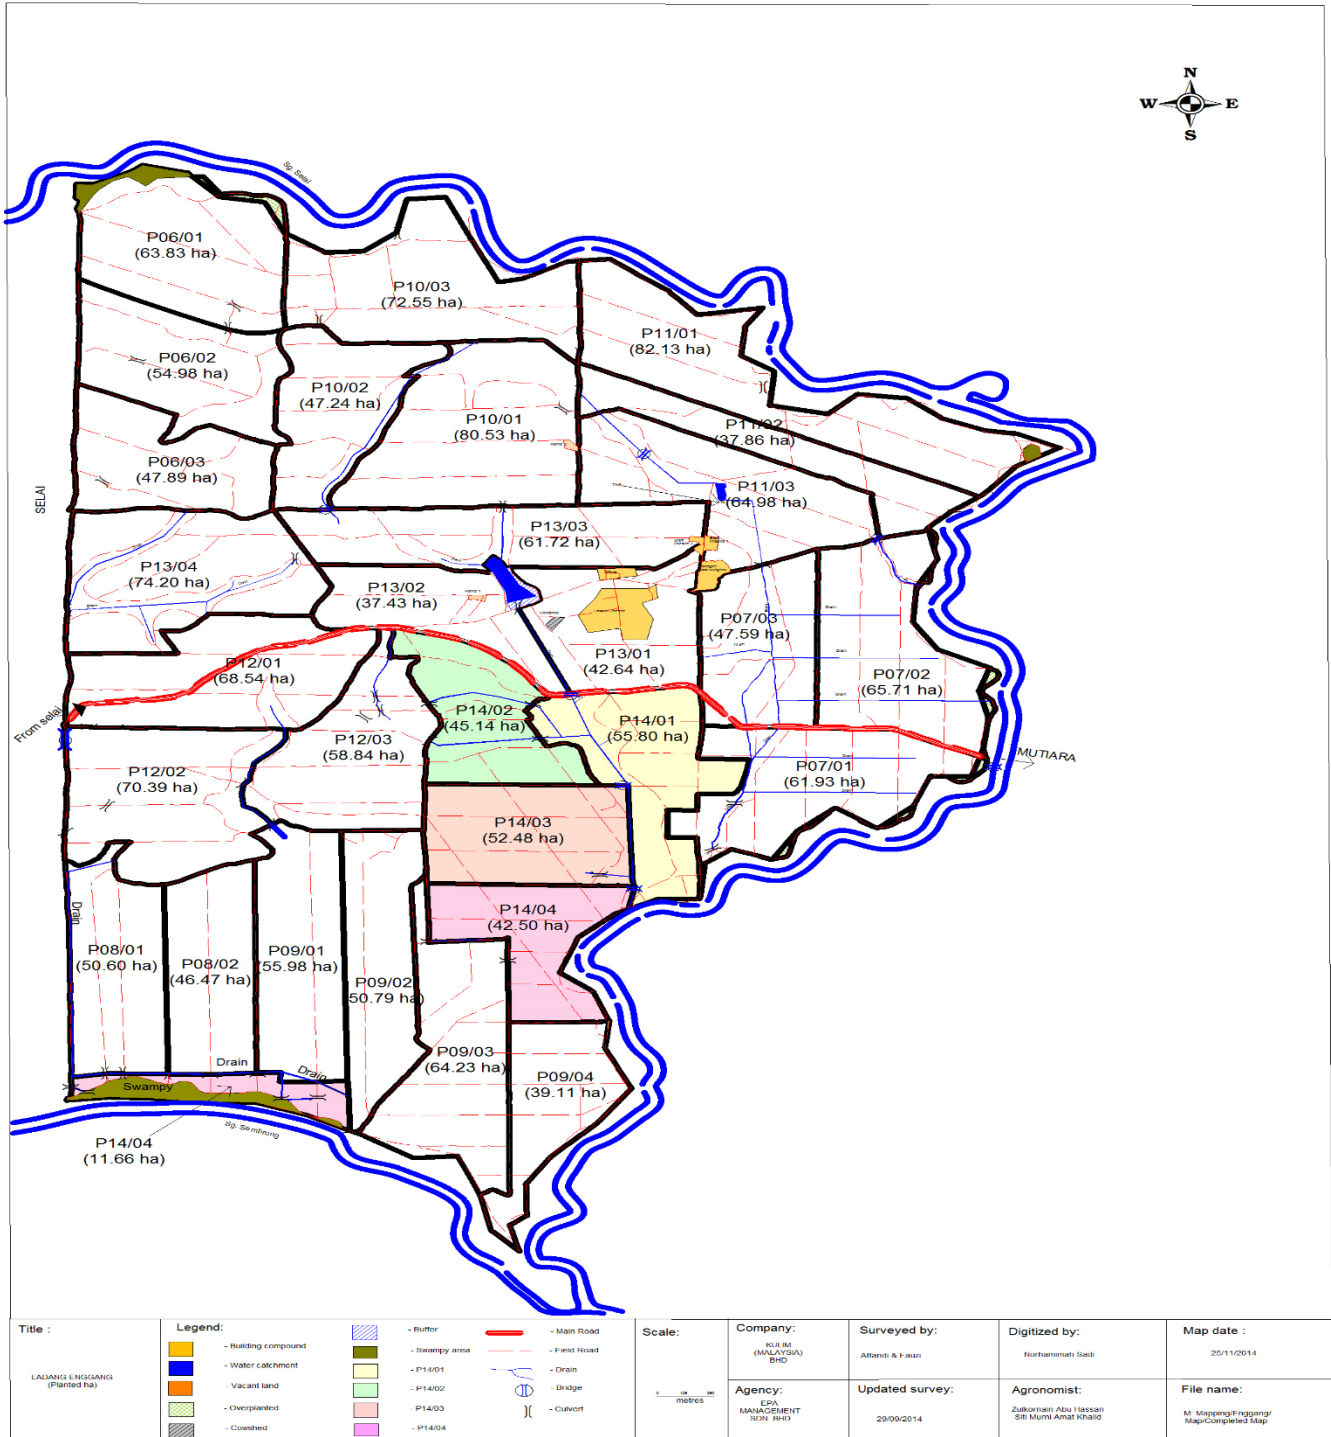 N
W E
S
Sg. Selai
P06/01
(63.83 ha)
P10/03
(72.55 ha)
P11/01
(82.13 ha)
P06/02
(54.98 ha)
P10/02
(47.24 ha)
P10/01
(80.53 ha)
P11/02
(37.86 ha)
P06/03
(47.89 ha)
P11/03
(64.98 ha)
SELAI
P13/03
(61.72 ha)
P13/04
(74.20 ha)
P13/02
(37.43 ha)
P07/03
(47.59 ha)
P13/01
(42.64 ha)
P12/01
(68.54 ha)
P07/02
(65.71 ha)
From selai
P14/02
(45.14 ha)
P14/01
(55.80 ha)
P12/03
(58.84 ha)
MUTIARA
P12/02
(70.39 ha)
P07/01
(61.93 ha)
P14/03
(52.48 ha)
Drain
P14/04
(42.50 ha)
P08/01
(50.60 ha)
P08/02
(46.47 ha)
P09/01
(55.98 ha)
P09/02
(50.79 ha)
P09/03
(64.23 ha)
P09/04
(39.11 ha)
Drain
Drain
Swampy
Sg. Sembrong
P14/04
(11.66 ha)
Title :
LADANG ENGGANG
(Planted ha)
Legend:
- Building compound
- Water catchment
- Vacant land
- Overplanted
- Cowshed
- Buffor
- Swampy area
- P14/01
- P14/02
- P14/03
- P14/04
- Main Road
- Field Road
- Drain
- Bridge
- Culvert
Scale:
metres
Company:
KULIM
(MALAYSIA)
BHD
Agency:
EPA
MANAGEMENT
SDN. BHD
Surveyed by:
Affandi & Fauzi
Updated survey:
29/09/2014
Digitized by:
Norhamimah Sadi
Agronomist:
Zulkornain Abu Hassan
Siti Murni Amat Khalid
Map date :
25/11/2014
File name:
M: Mapping/Enggang/
Map/Completed Map